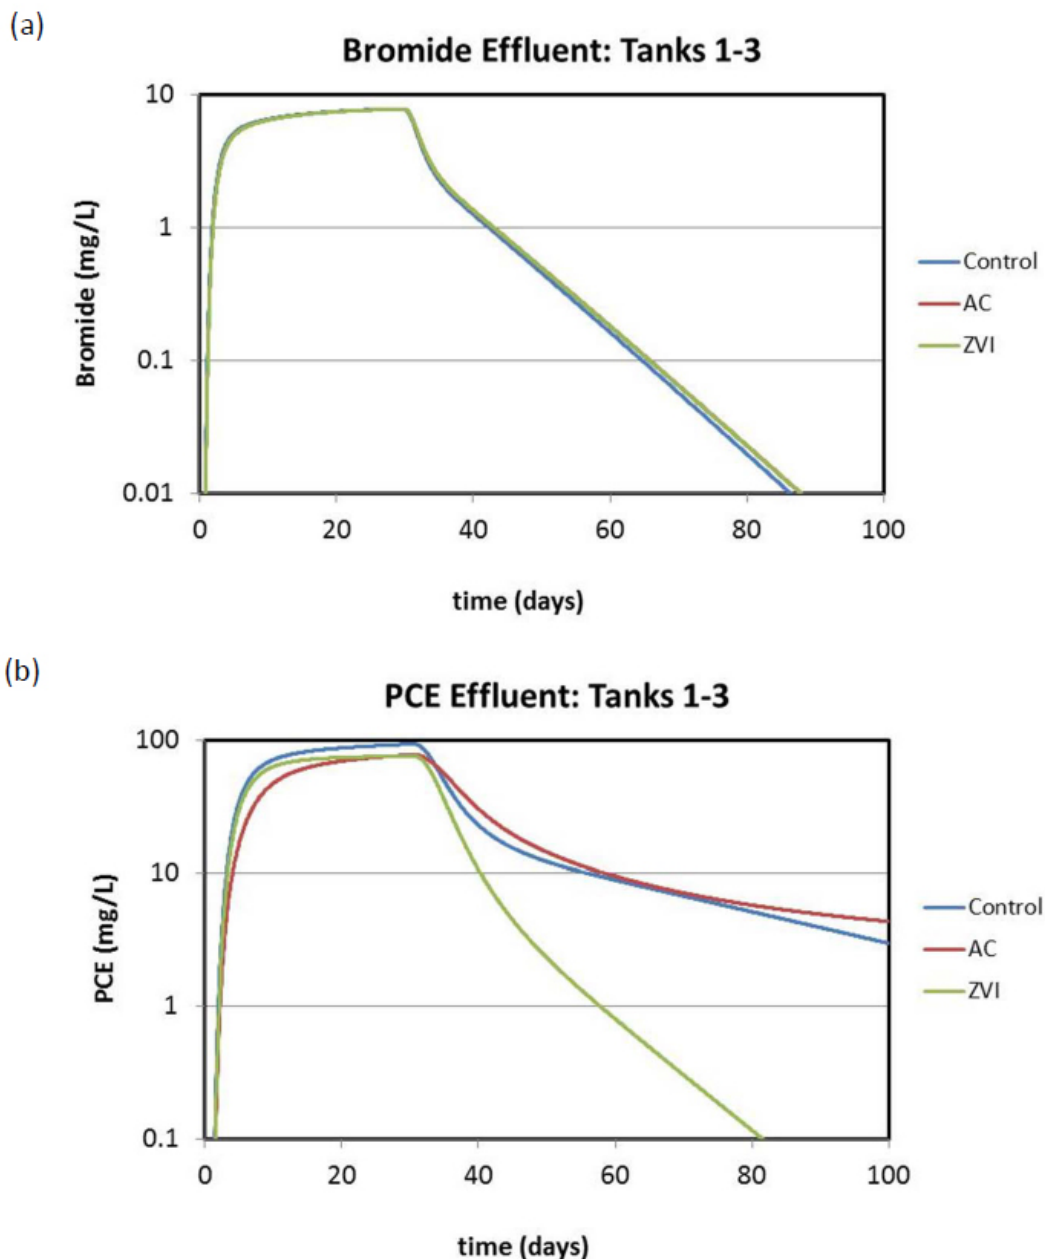 (a)
Bromide Effluent: Tanks 1-3
Bromide (mg/L)
10
1
0.1
0.01
0 20 40 60 80 100
time (days)
Control
AC
ZVI
(b)
PCE Effluent: Tanks 1-3
PCE (mg/L)
100
10
1
0.1
0 20 40 60 80 100
time (days)
Control
AC
ZVI